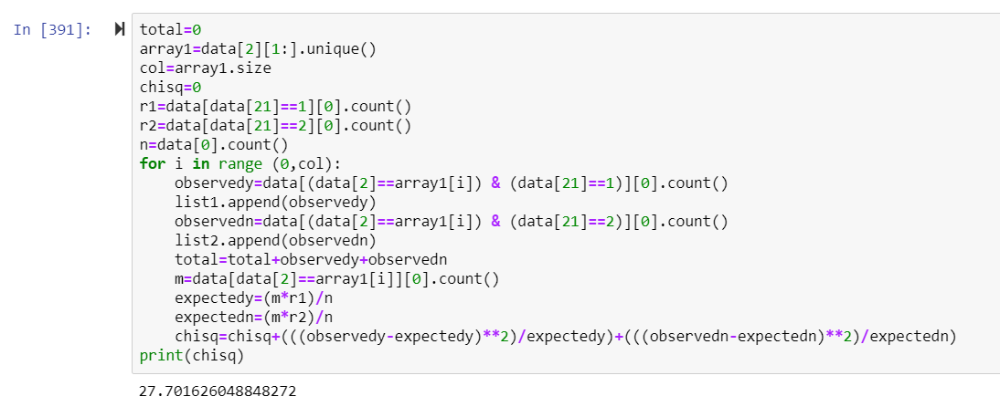 In [391]:
total=0
array1=data[2][1:].unique()
col=array1.size
chisq=0
r1=data[data[21]==1][0].count()
r2=data[data[21]==2][0].count()
n=data[0].count()
for i in range (0,col):
    observedy=data[(data[2]==array1[i]) & (data[21]==1)][0].count()
    list1.append(observedy)
    observedn=data[(data[2]==array1[i]) & (data[21]==2)][0].count()
    list2.append(observedn)
    total=total+observedy+observedn
    m=data[data[2]==array1[i]][0].count()
    expectedy=(m*r1)/n
    expectedn=(m*r2)/n
    chisq=chisq+(((observedy-expectedy)**2)/expectedy)+(((observedn-expectedn)**2)/expectedn)
print(chisq)
27.701626048848272